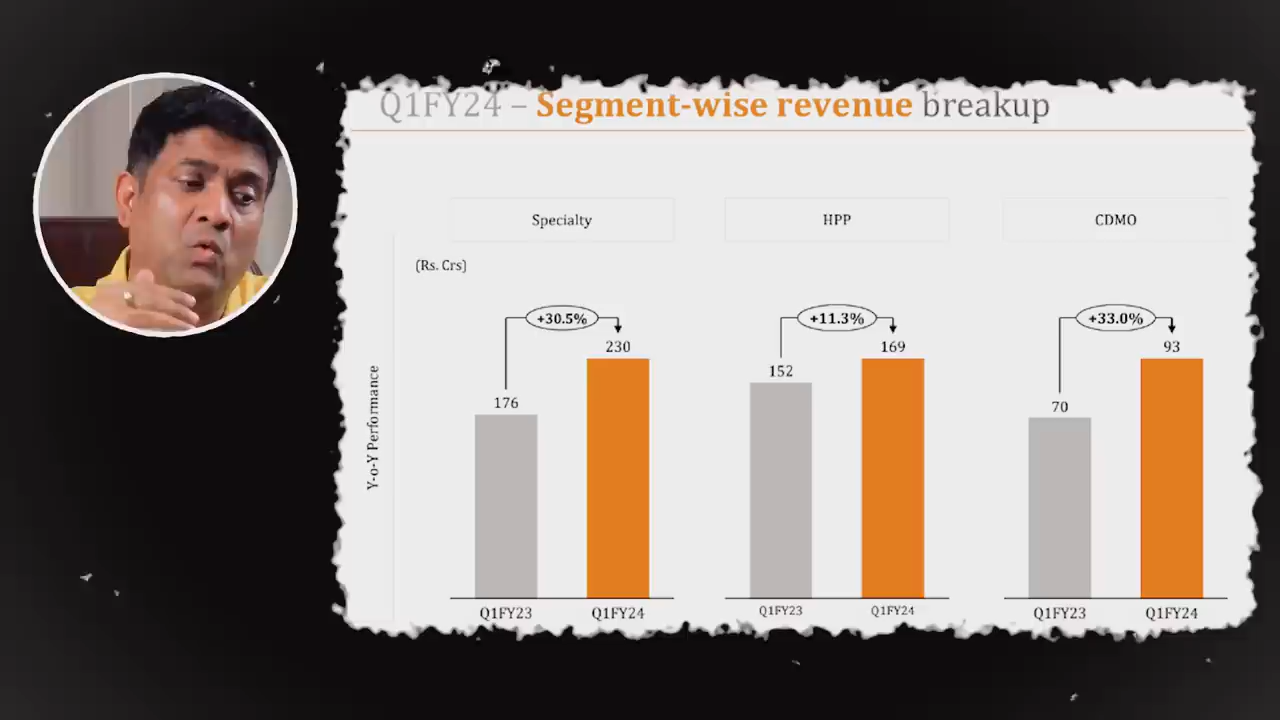 Q1FY24 – Segment-wise revenue breakup
Specialty
HPP
CDMO
(Rs. Crs)
Y-o-Y Performance
+30.5%
+11.3%
+33.0%
176
230
152
169
70
93
Q1FY23
Q1FY24
Q1FY23
Q1FY24
Q1FY23
Q1FY24